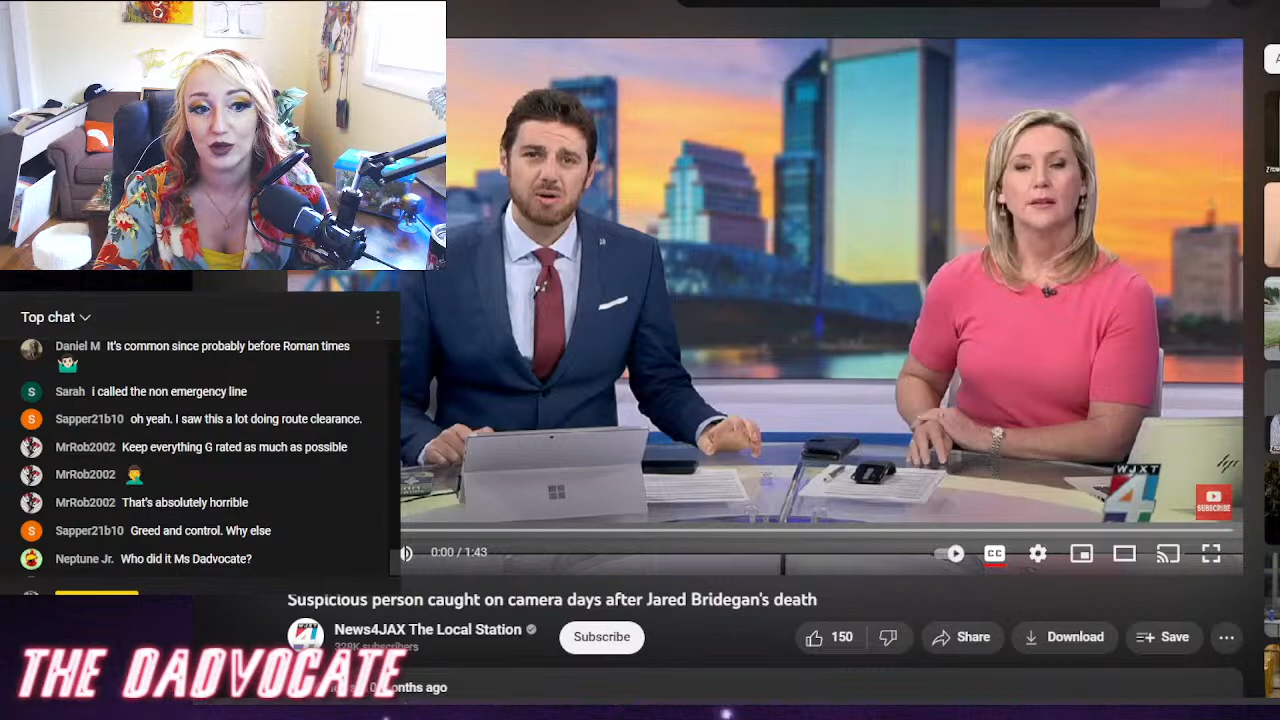 Top chat
Daniel M It's common since probably before Roman times
Sarah i called the non emergency line
Sapper21b10 oh yeah. I saw this a lot doing route clearance.
MrRob2002 Keep everything G rated as much as possible
MrRob2002
MrRob2002 That's absolutely horrible
Sapper21b10 Greed and control. Why else
Neptune Jr. Who did it Ms Dadvocate?
S
S
S
WJXT
4
SUBSCRIBE
hp
0:00 / 1:43
CC
Suspicious person caught on camera days after Jared Bridegan's death
4
News4JAX The Local Station
328K subscribers
Subscribe
150
Share
Download
Save
THE DADVOCATE
months ago